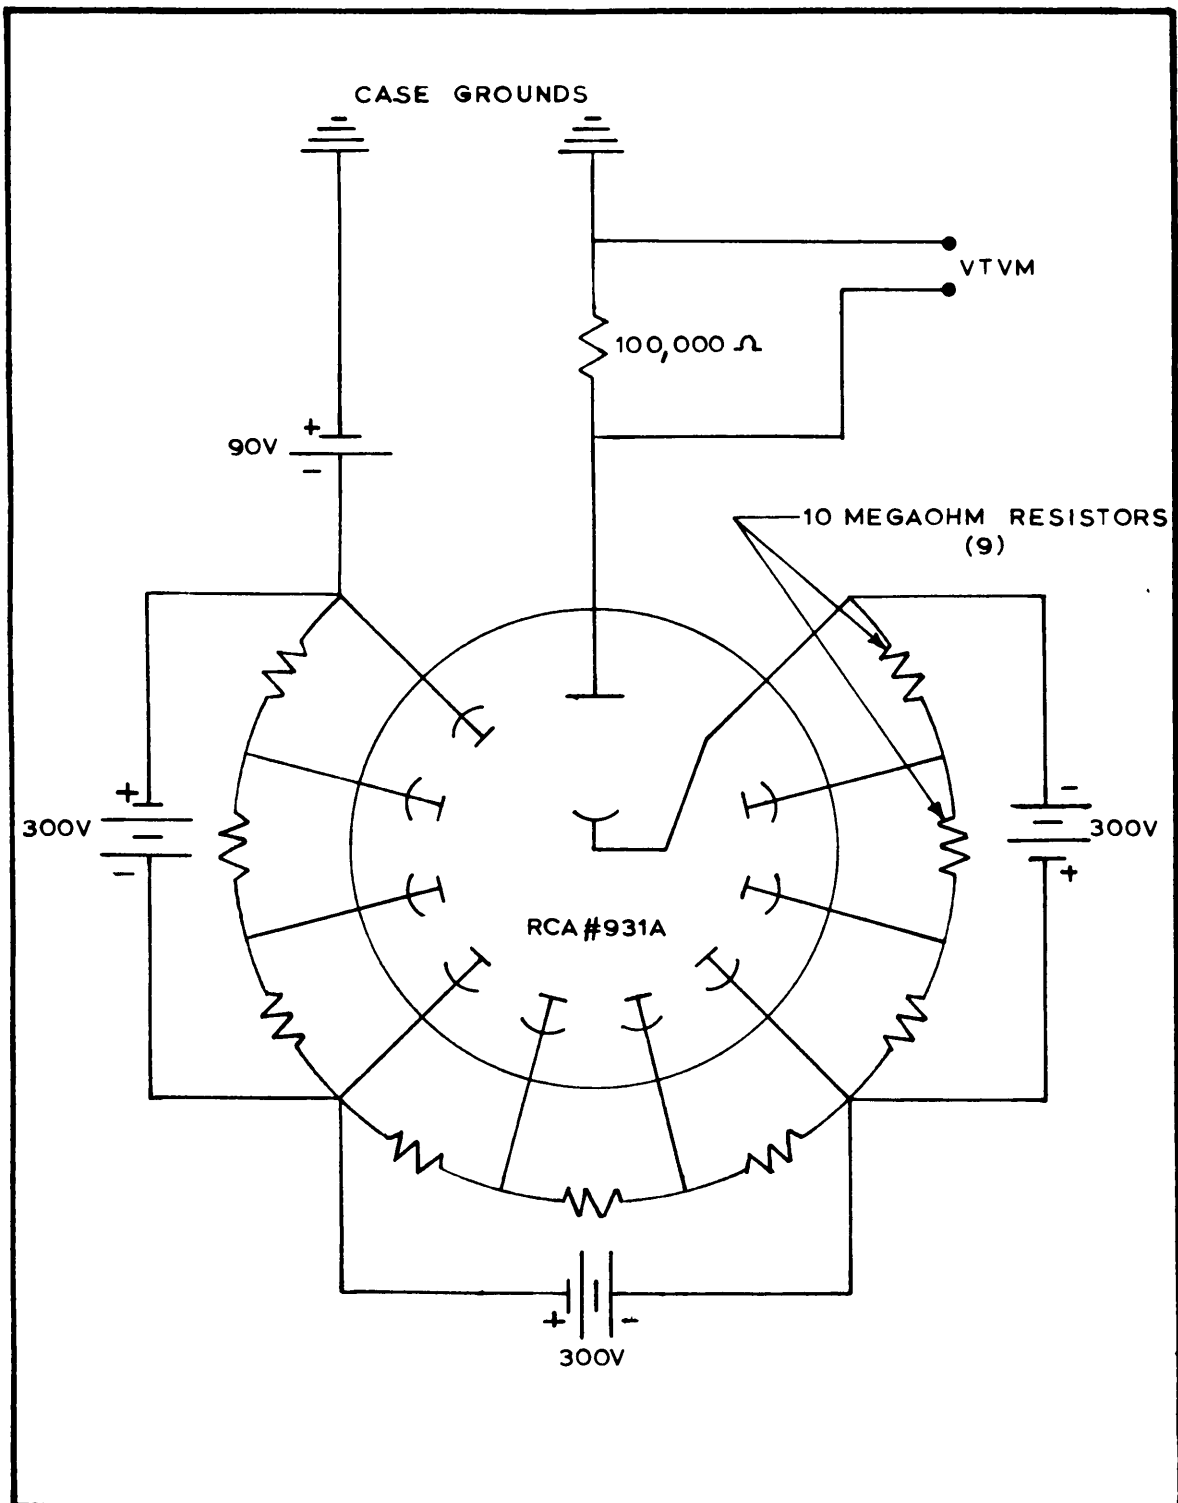 CASE GROUNDS
VTVM
100,000 Ω
+
90V
−
10 MEGAOHM RESISTORS
(9)
+
300V
−
−
300V
+
RCA #931A
+ −
300V